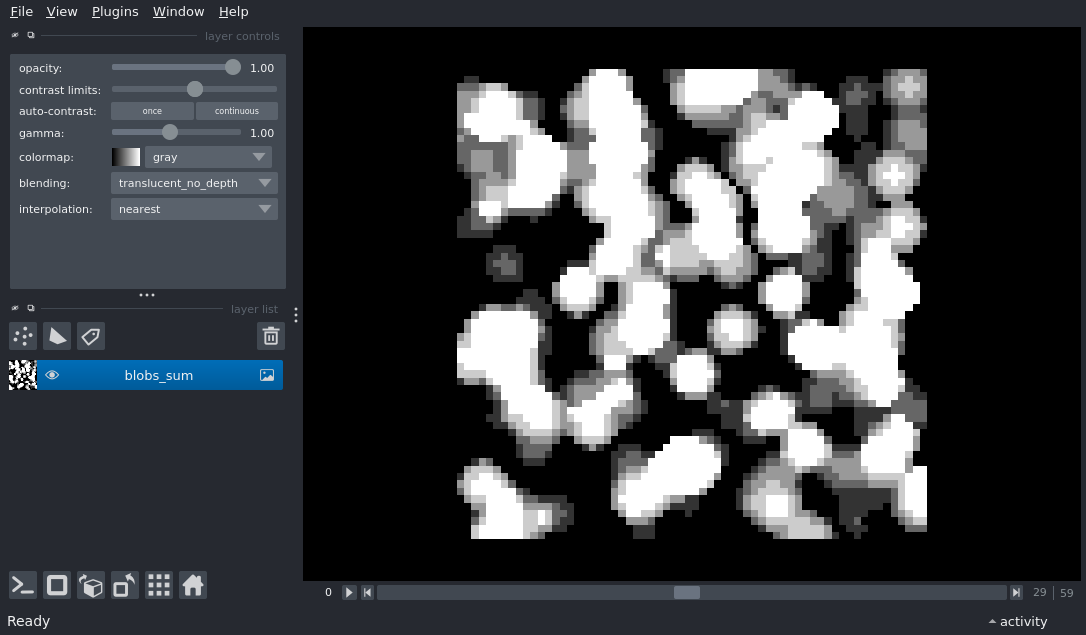 File View Plugins Window Help
layer controls
opacity: 1.00
contrast limits:
auto-contrast: once continuous
gamma: 1.00
colormap: gray
blending: translucent_no_depth
interpolation: nearest
layer list
blobs_sum
0 29 59
Ready activity